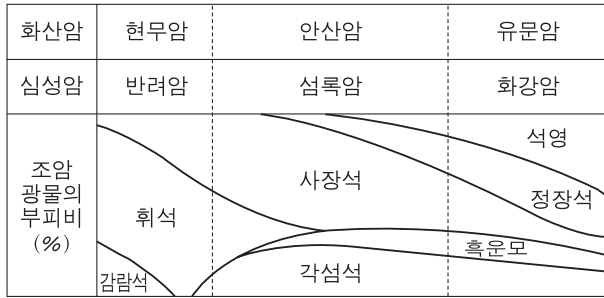 화산암 현무암 안산암 유문암
심성암 반려암 섬록암 화강암
조암
광물의
부피비
(%)
석영
사장석
정장석
휘석
흑운모
감람석
각섬석